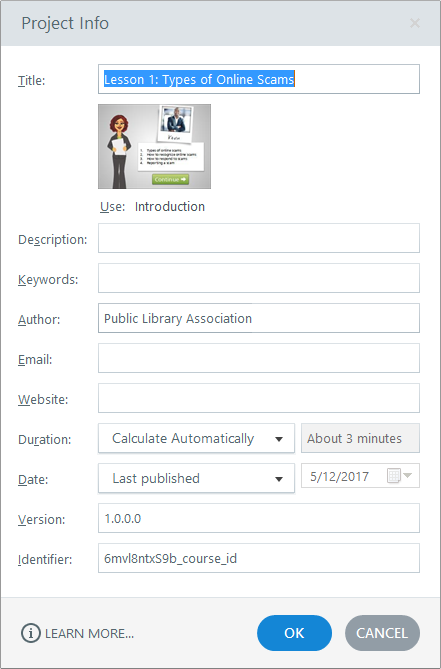 Project Info
Title: Lesson 1: Types of Online Scams
1. Types of online scams
2. How to recognize online scams
3. How to respond to scams
4. Reporting a scam
Continue
Use: Introduction
Description:
Keywords:
Author: Public Library Association
Email:
Website:
Duration: Calculate Automatically About 3 minutes
Date: Last published 5/12/2017
Version: 1.0.0.0
Identifier: 6mvl8ntxS9b_course_id
LEARN MORE... OK CANCEL